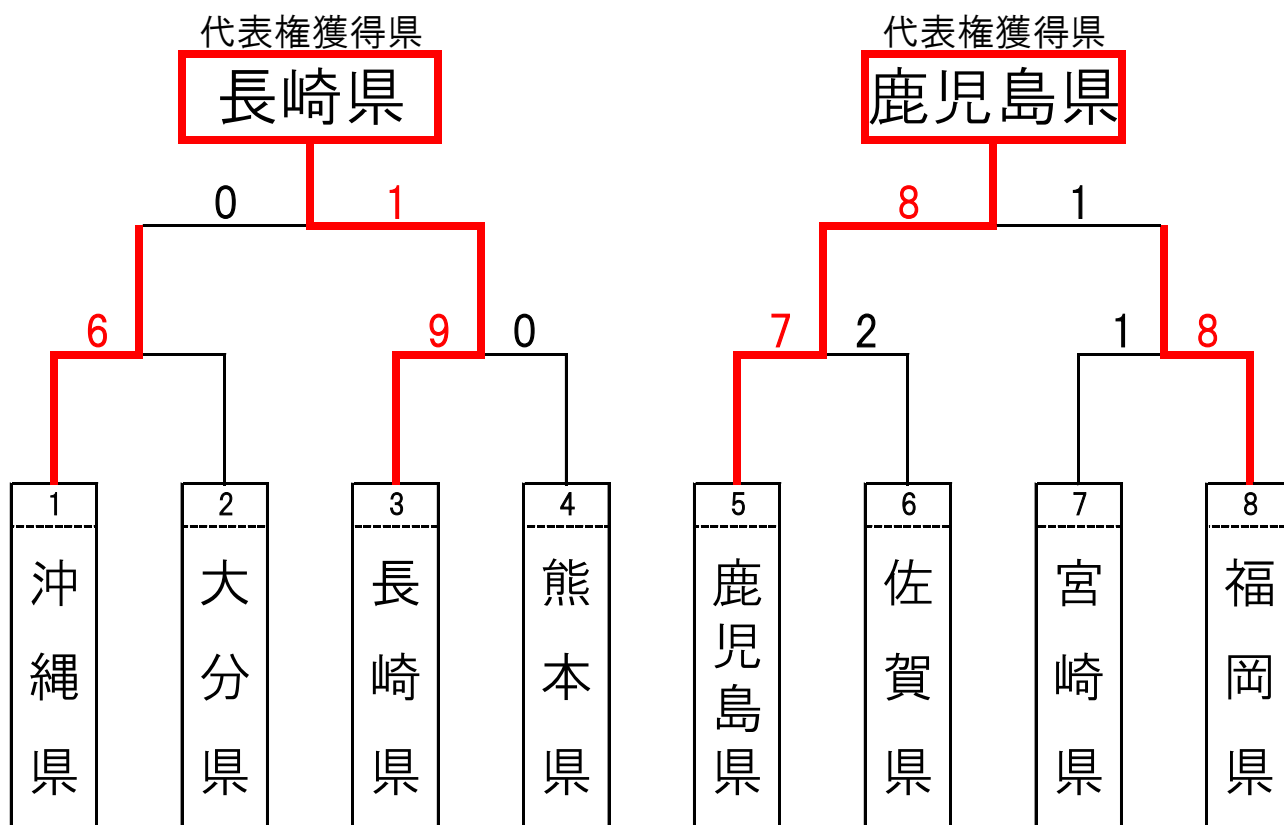 代表権獲得県
長崎県
代表権獲得県
鹿児島県
0 1
8 1
6
9 0
7 2
1 8
1
沖縄県
2
大分県
3
長崎県
4
熊本県
5
鹿児島県
6
佐賀県
7
宮崎県
8
福岡県